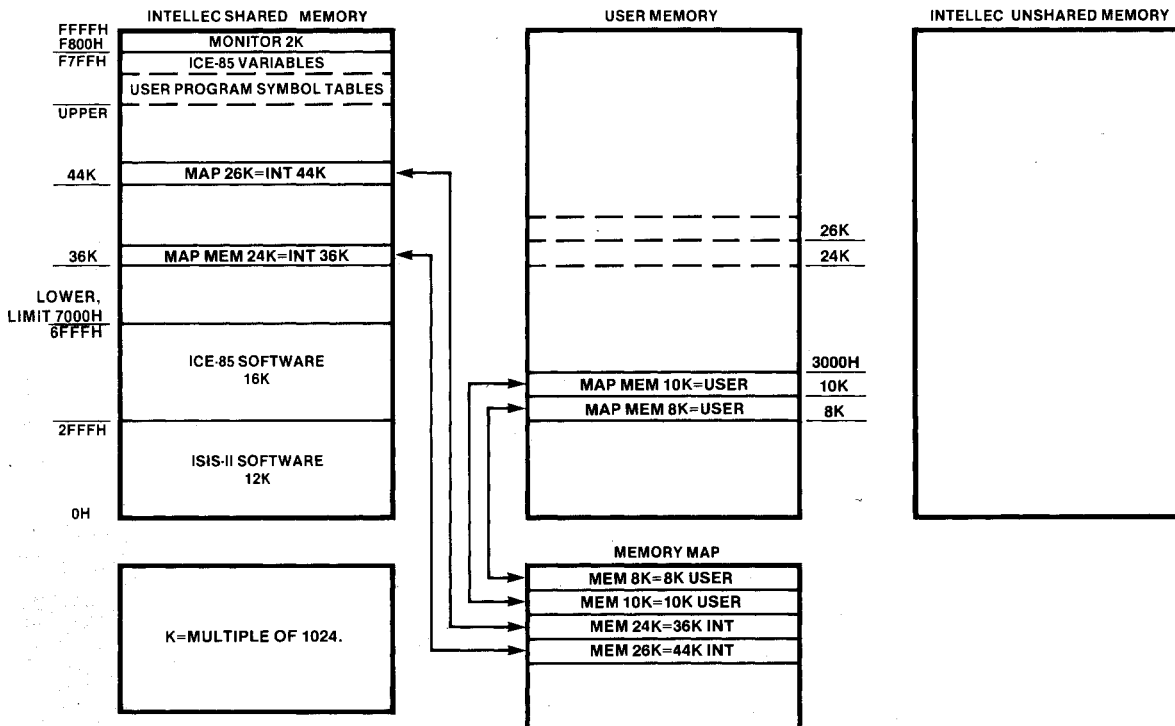 INTELLEC SHARED MEMORY
FFFFH
F800H
F7FFH
UPPER
44K
36K
LOWER,
LIMIT 7000H
6FFFH
2FFFH
0H
MONITOR 2K
ICE-85 VARIABLES
USER PROGRAM SYMBOL TABLES
MAP 26K=INT 44K
MAP MEM 24K=INT 36K
ICE-85 SOFTWARE
16K
ISIS-II SOFTWARE
12K
K=MULTIPLE OF 1024.
USER MEMORY
26K
24K
3000H
10K
8K
MAP MEM 10K=USER
MAP MEM 8K=USER
MEMORY MAP
MEM 8K=8K USER
MEM 10K=10K USER
MEM 24K=36K INT
MEM 26K=44K INT
INTELLEC UNSHARED MEMORY